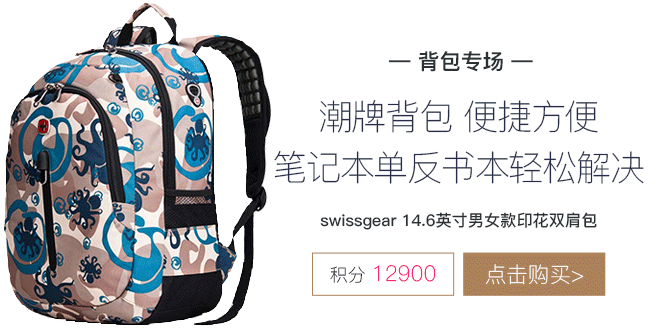 — 背包专场 —
潮牌背包 便捷方便
笔记本单反书本轻松解决
swissgear 14.6英寸男女款印花双肩包
积分 12900
点击购买>